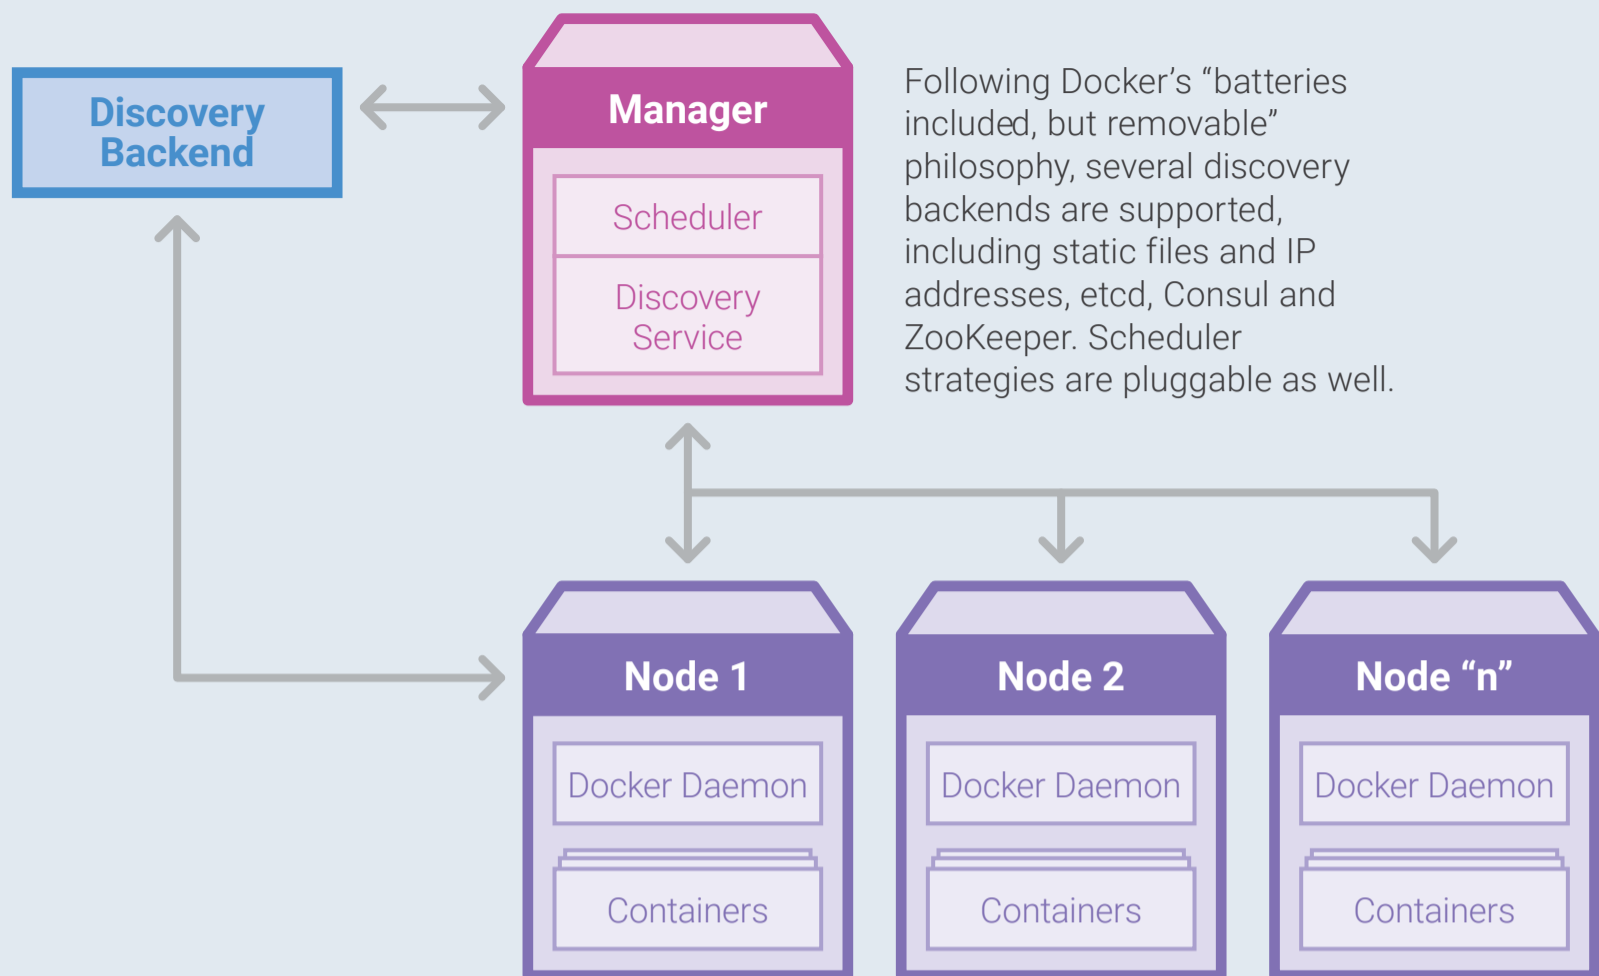 Discovery
Backend
Manager
Scheduler
Discovery
Service
Following Docker’s “batteries
included, but removable”
philosophy, several discovery
backends are supported,
including static files and IP
addresses, etcd, Consul and
ZooKeeper. Scheduler
strategies are pluggable as well.
Node 1
Docker Daemon
Containers
Node 2
Docker Daemon
Containers
Node “n”
Docker Daemon
Containers